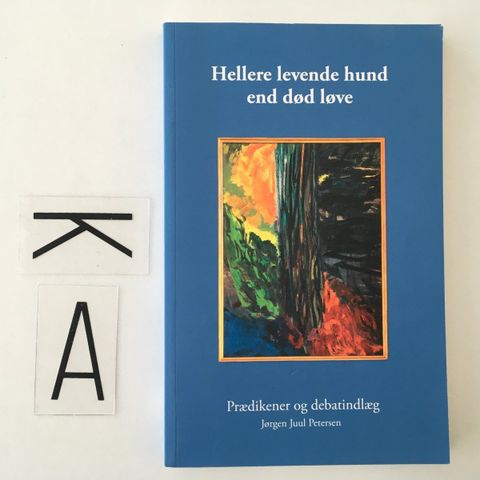 K
A
Hellere levende hund
end død løve
Prædikener og debatindlæg
Jørgen Juul Petersen